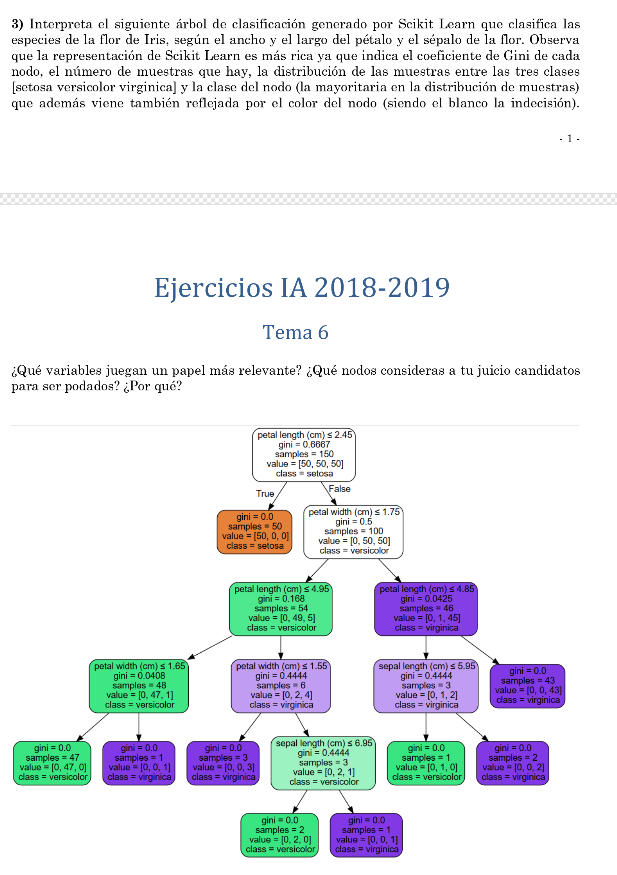 3) Interpreta el siguiente árbol de clasificación generado por Scikit Learn que clasifica las
especies de la flor de Iris, según el ancho y el largo del pétalo y el sépalo de la flor. Observa
que la representación de Scikit Learn es más rica ya que indica el coeficiente de Gini de cada
nodo, el número de muestras que hay, la distribución de las muestras entre las tres clases
[setosa versicolor virginica] y la clase del nodo (la mayoritaria en la distribución de muestras)
que además viene también reflejada por el color del nodo (siendo el blanco la indecisión).
- 1 -
Ejercicios IA 2018-2019
Tema 6
¿Qué variables juegan un papel más relevante? ¿Qué nodos consideras a tu juicio candidatos
para ser podados? ¿Por qué?
petal length (cm) ≤ 2.45
gini = 0.6667
samples = 150
value = [50, 50, 50]
class = setosa
True
False
gini = 0.0
samples = 50
value = [50, 0, 0]
class = setosa
petal width (cm) ≤ 1.75
gini = 0.5
samples = 100
value = [0, 50, 50]
class = versicolor
petal length (cm) ≤ 4.95
gini = 0.168
samples = 54
value = [0, 49, 5]
class = versicolor
petal length (cm) ≤ 4.85
gini = 0.0425
samples = 46
value = [0, 1, 45]
class = virginica
petal width (cm) ≤ 1.65
gini = 0.0408
samples = 48
value = [0, 47, 1]
class = versicolor
petal width (cm) ≤ 1.55
gini = 0.4444
samples = 6
value = [0, 2, 4]
class = virginica
sepal length (cm) ≤ 5.95
gini = 0.4444
samples = 3
value = [0, 1, 2]
class = virginica
gini = 0.0
samples = 43
value = [0, 0, 43]
class = virginica
gini = 0.0
samples = 47
value = [0, 47, 0]
class = versicolor
gini = 0.0
samples = 1
value = [0, 0, 1]
class = virginica
gini = 0.0
samples = 3
value = [0, 0, 3]
class = virginica
sepal length (cm) ≤ 6.95
gini = 0.4444
samples = 3
value = [0, 2, 1]
class = versicolor
gini = 0.0
samples = 1
value = [0, 1, 0]
class = versicolor
gini = 0.0
samples = 2
value = [0, 0, 2]
class = virginica
gini = 0.0
samples = 2
value = [0, 2, 0]
class = versicolor
gini = 0.0
samples = 1
value = [0, 0, 1]
class = virginica